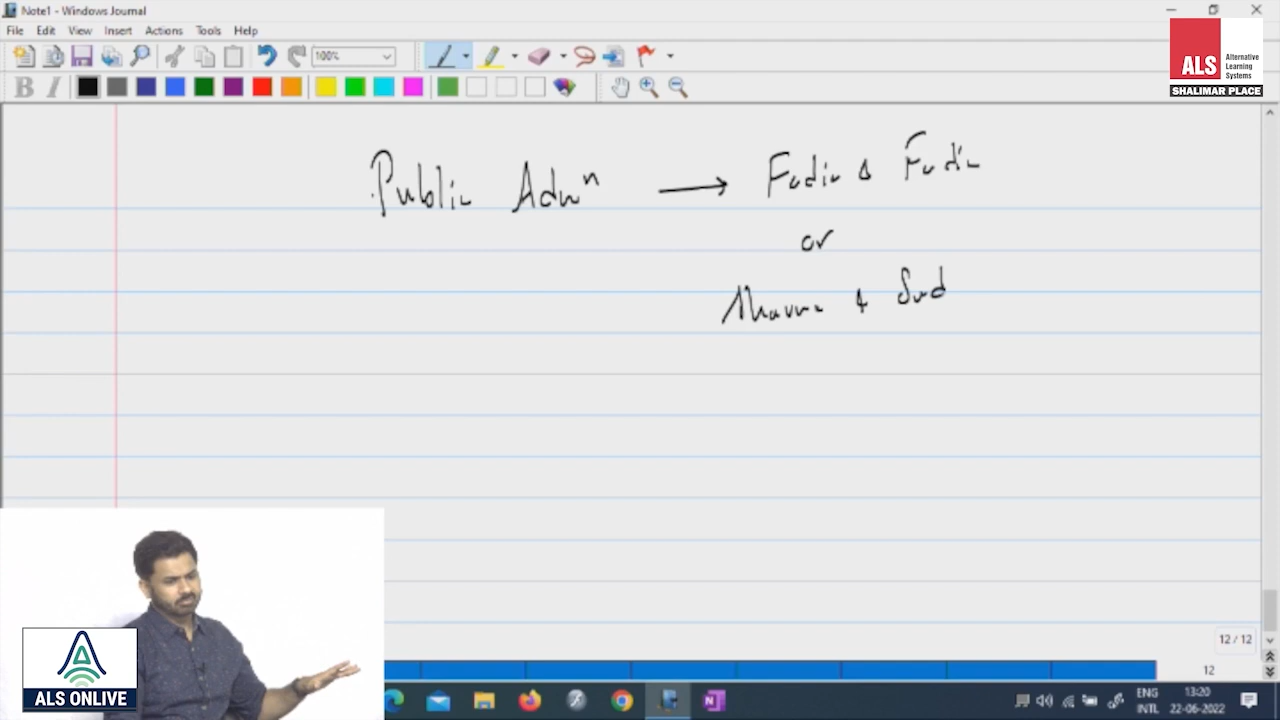 Note1 - Windows Journal
File Edit View Insert Actions Tools Help
100%
B I
ALS Alternative Learning Systems
SHALIMAR PLACE
Public Admⁿ → Fadia & Fadia
or
Sharma & Sud
12 / 12
12
ALS ONLIVE
ENG 13:20
INTL 22-06-2022